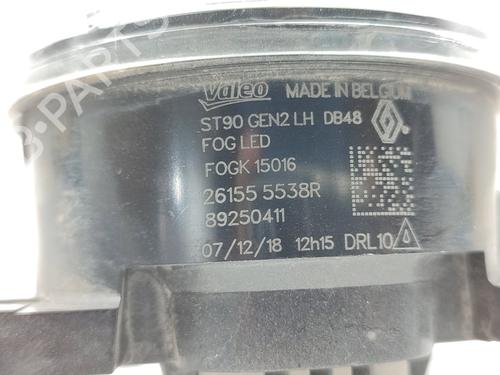 Valeo MADE IN BELGIUM
ST90 GEN2 LH DB48
FOG LED
FOGK 15016
26155 5538R
89250411
07/12/18 12h15 DRL10